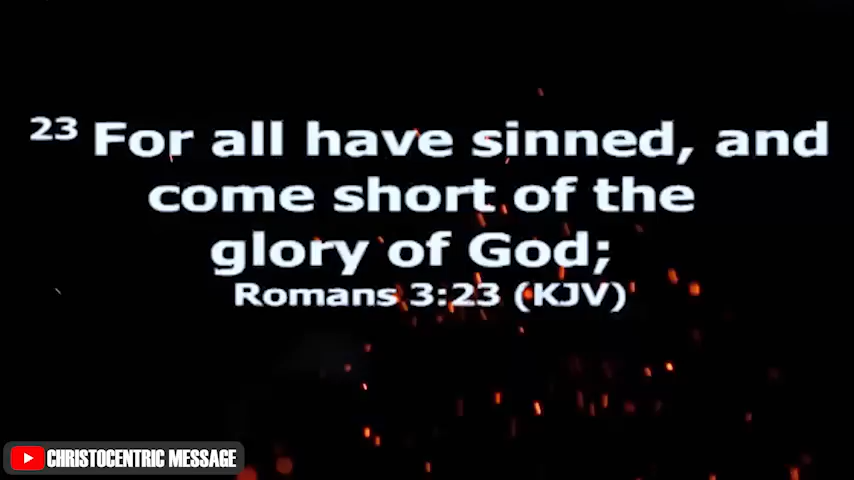 23 For all have sinned, and
come short of the
glory of God;
Romans 3:23 (KJV)
CHRISTOCENTRIC MESSAGE